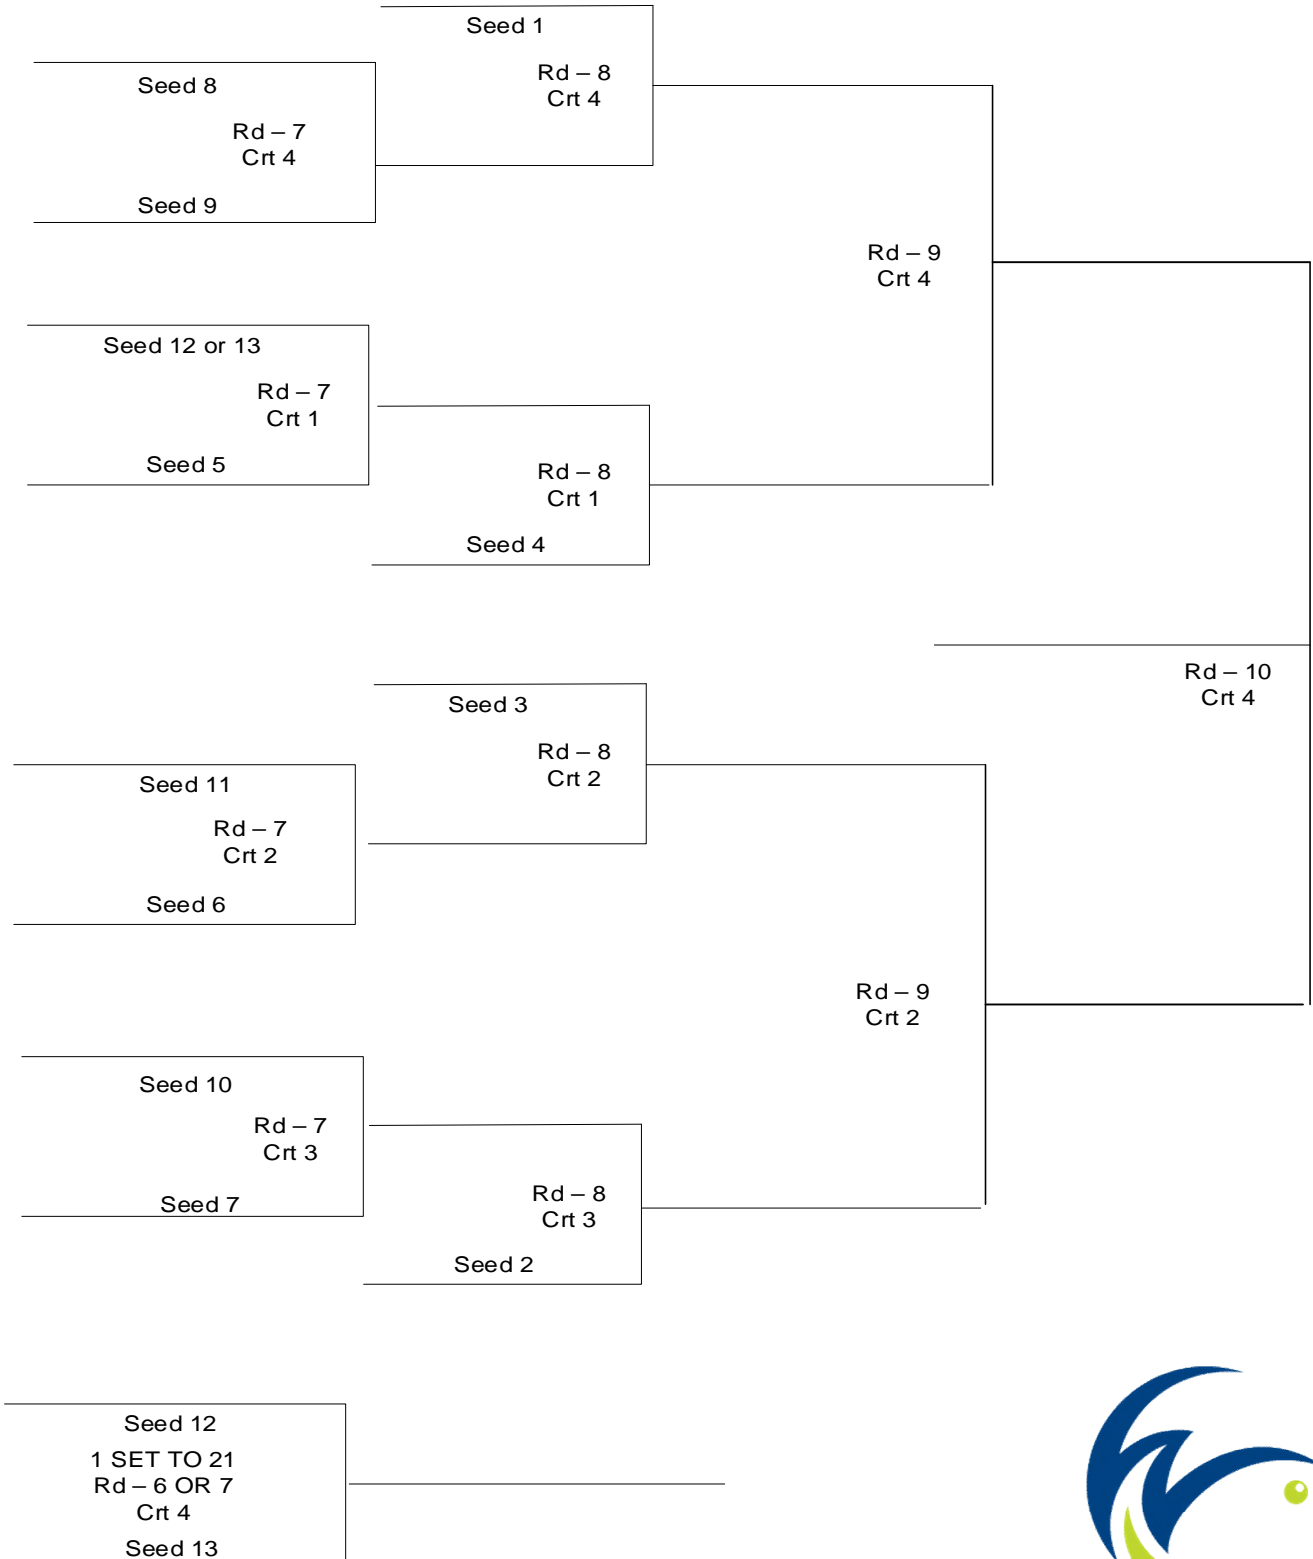 Seed 1
Rd – 8
Crt 4
Seed 8
Rd – 7
Crt 4
Seed 9
Rd – 9
Crt 4
Seed 12 or 13
Rd – 7
Crt 1
Seed 5
Rd – 8
Crt 1
Seed 4
Rd – 10
Crt 4
Seed 3
Rd – 8
Crt 2
Seed 11
Rd – 7
Crt 2
Seed 6
Rd – 9
Crt 2
Seed 10
Rd – 7
Crt 3
Seed 7
Rd – 8
Crt 3
Seed 2
Seed 12
1 SET TO 21
Rd – 6 OR 7
Crt 4
Seed 13